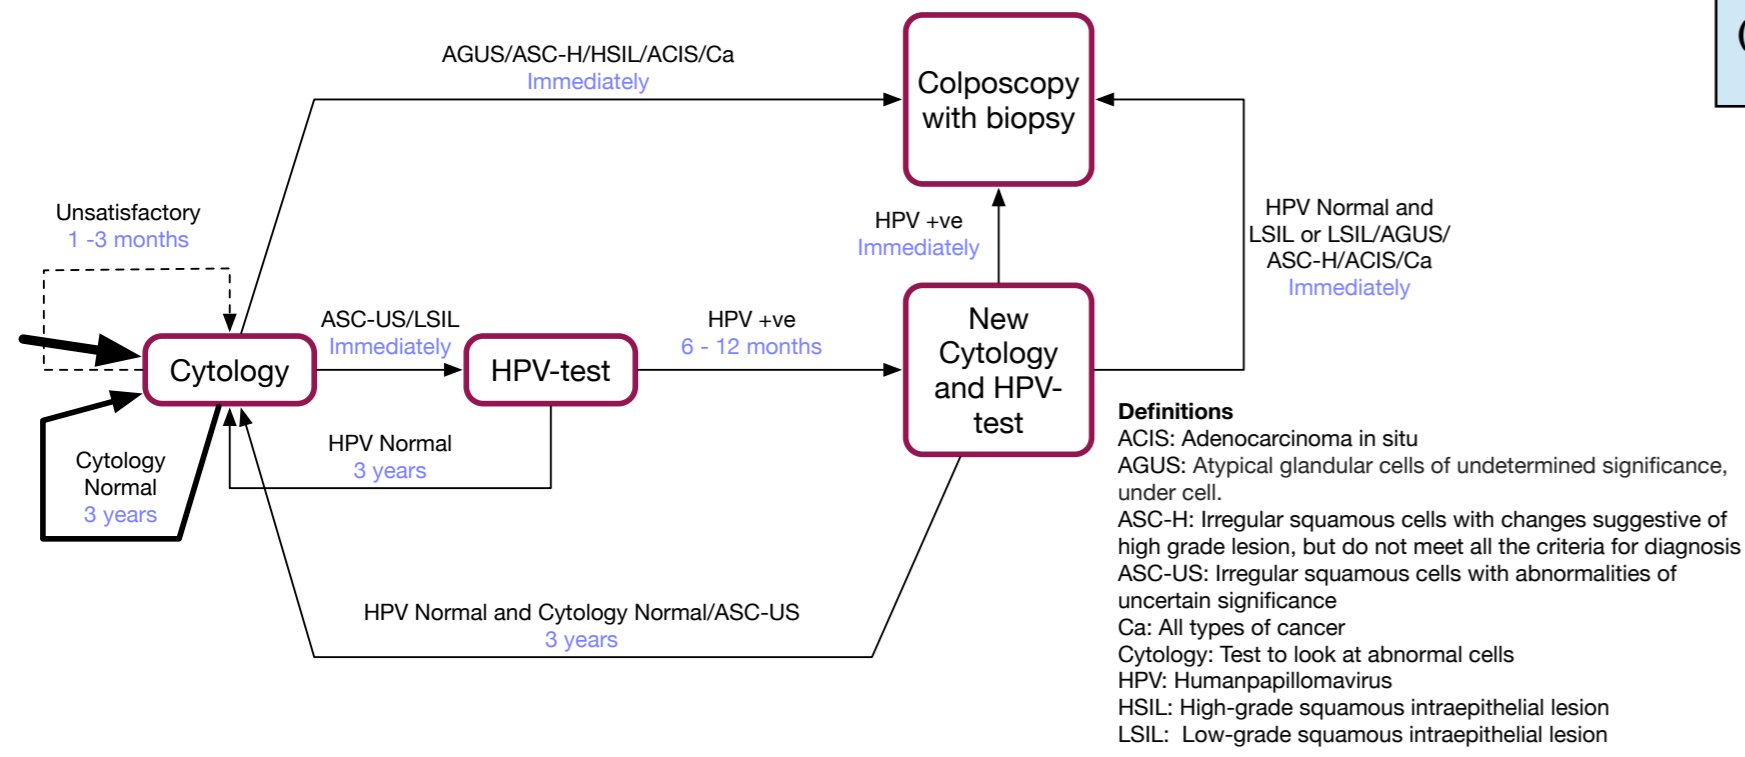 AGUS/ASC-H/HSIL/ACIS/Ca
Immediately
Colposcopy
with biopsy
Unsatisfactory
1 -3 months
HPV +ve
Immediately
HPV Normal and
LSIL or LSIL/AGUS/
ASC-H/ACIS/Ca
Immediately
ASC-US/LSIL
Immediately
HPV +ve
6 - 12 months
Cytology
HPV-test
New
Cytology
and HPV-
test
HPV Normal
3 years
Cytology
Normal
3 years
HPV Normal and Cytology Normal/ASC-US
3 years
Definitions
ACIS: Adenocarcinoma in situ
AGUS: Atypical glandular cells of undetermined significance,
under cell.
ASC-H: Irregular squamous cells with changes suggestive of
high grade lesion, but do not meet all the criteria for diagnosis
ASC-US: Irregular squamous cells with abnormalities of
uncertain significance
Ca: All types of cancer
Cytology: Test to look at abnormal cells
HPV: Humanpapillomavirus
HSIL: High-grade squamous intraepithelial lesion
LSIL: Low-grade squamous intraepithelial lesion